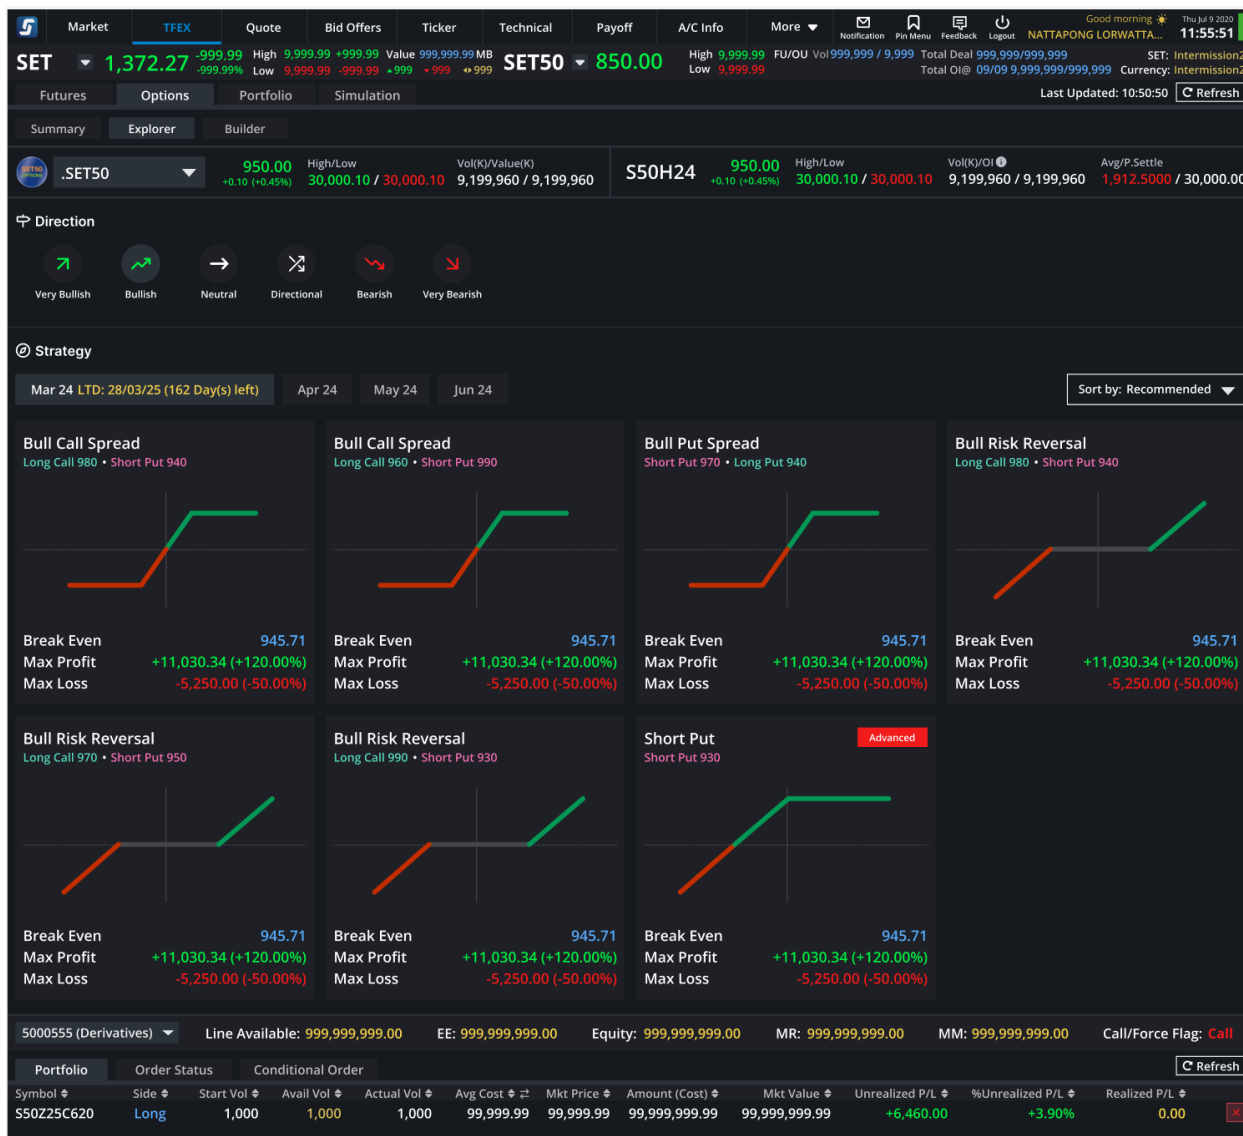 Market TFEX Quote Bid Offers Ticker Technical Payoff A/C Info More Notification Pin Menu Feedback Logout Good morning NATTAPONG LORWATTA... Thu Jul 9 2020 11:55:51
SET 1,372.27 -999.99 -999.99% High 9,999.99 +999.99 Low 9,999.99 -999.99 Value 999,999.99 MB 999 999 999 SET50 850.00 High 9,999.99 Low 9,999.99 FU/OU Vol 999,999 / 9,999 Total Deal 999,999/999,999 Total OI@ 09/09 9,999,999/999,999 SET: Intermission2 Currency: Intermission2
Futures Options Portfolio Simulation Last Updated: 10:50:50 Refresh
Summary Explorer Builder
SET50 OPTIONS .SET50 950.00 +0.10 (+0.45%) High/Low 30,000.10 / 30,000.10 Vol(K)/Value(K) 9,199,960 / 9,199,960 S50H24 950.00 +0.10 (+0.45%) High/Low 30,000.10 / 30,000.10 Vol(K)/OI 9,199,960 / 9,199,960 Avg/P.Settle 1,912.5000 / 30,000.00
Direction
Very Bullish Bullish Neutral Directional Bearish Very Bearish
Strategy
Mar 24 LTD: 28/03/25 (162 Day(s) left) Apr 24 May 24 Jun 24 Sort by: Recommended
Bull Call Spread
Long Call 980 • Short Put 940
Break Even 945.71
Max Profit +11,030.34 (+120.00%)
Max Loss -5,250.00 (-50.00%)
Bull Call Spread
Long Call 960 • Short Put 990
Break Even 945.71
Max Profit +11,030.34 (+120.00%)
Max Loss -5,250.00 (-50.00%)
Bull Put Spread
Short Put 970 • Long Put 940
Break Even 945.71
Max Profit +11,030.34 (+120.00%)
Max Loss -5,250.00 (-50.00%)
Bull Risk Reversal
Long Call 980 • Short Put 940
Break Even 945.71
Max Profit +11,030.34 (+120.00%)
Max Loss -5,250.00 (-50.00%)
Bull Risk Reversal
Long Call 970 • Short Put 950
Break Even 945.71
Max Profit +11,030.34 (+120.00%)
Max Loss -5,250.00 (-50.00%)
Bull Risk Reversal
Long Call 990 • Short Put 930
Break Even 945.71
Max Profit +11,030.34 (+120.00%)
Max Loss -5,250.00 (-50.00%)
Short Put Advanced
Short Put 930
Break Even 945.71
Max Profit +11,030.34 (+120.00%)
Max Loss -5,250.00 (-50.00%)
5000555 (Derivatives) Line Available: 999,999,999.00 EE: 999,999,999.00 Equity: 999,999,999.00 MR: 999,999,999.00 MM: 999,999,999.00 Call/Force Flag: Call
Portfolio Order Status Conditional Order Refresh
Symbol Side Start Vol Avail Vol Actual Vol Avg Cost Mkt Price Amount (Cost) Mkt Value Unrealized P/L %Unrealized P/L Realized P/L
S50Z25C620 Long 1,000 1,000 1,000 99,999.99 99,999.99 99,999,999.99 99,999,999.99 +6,460.00 +3.90% 0.00